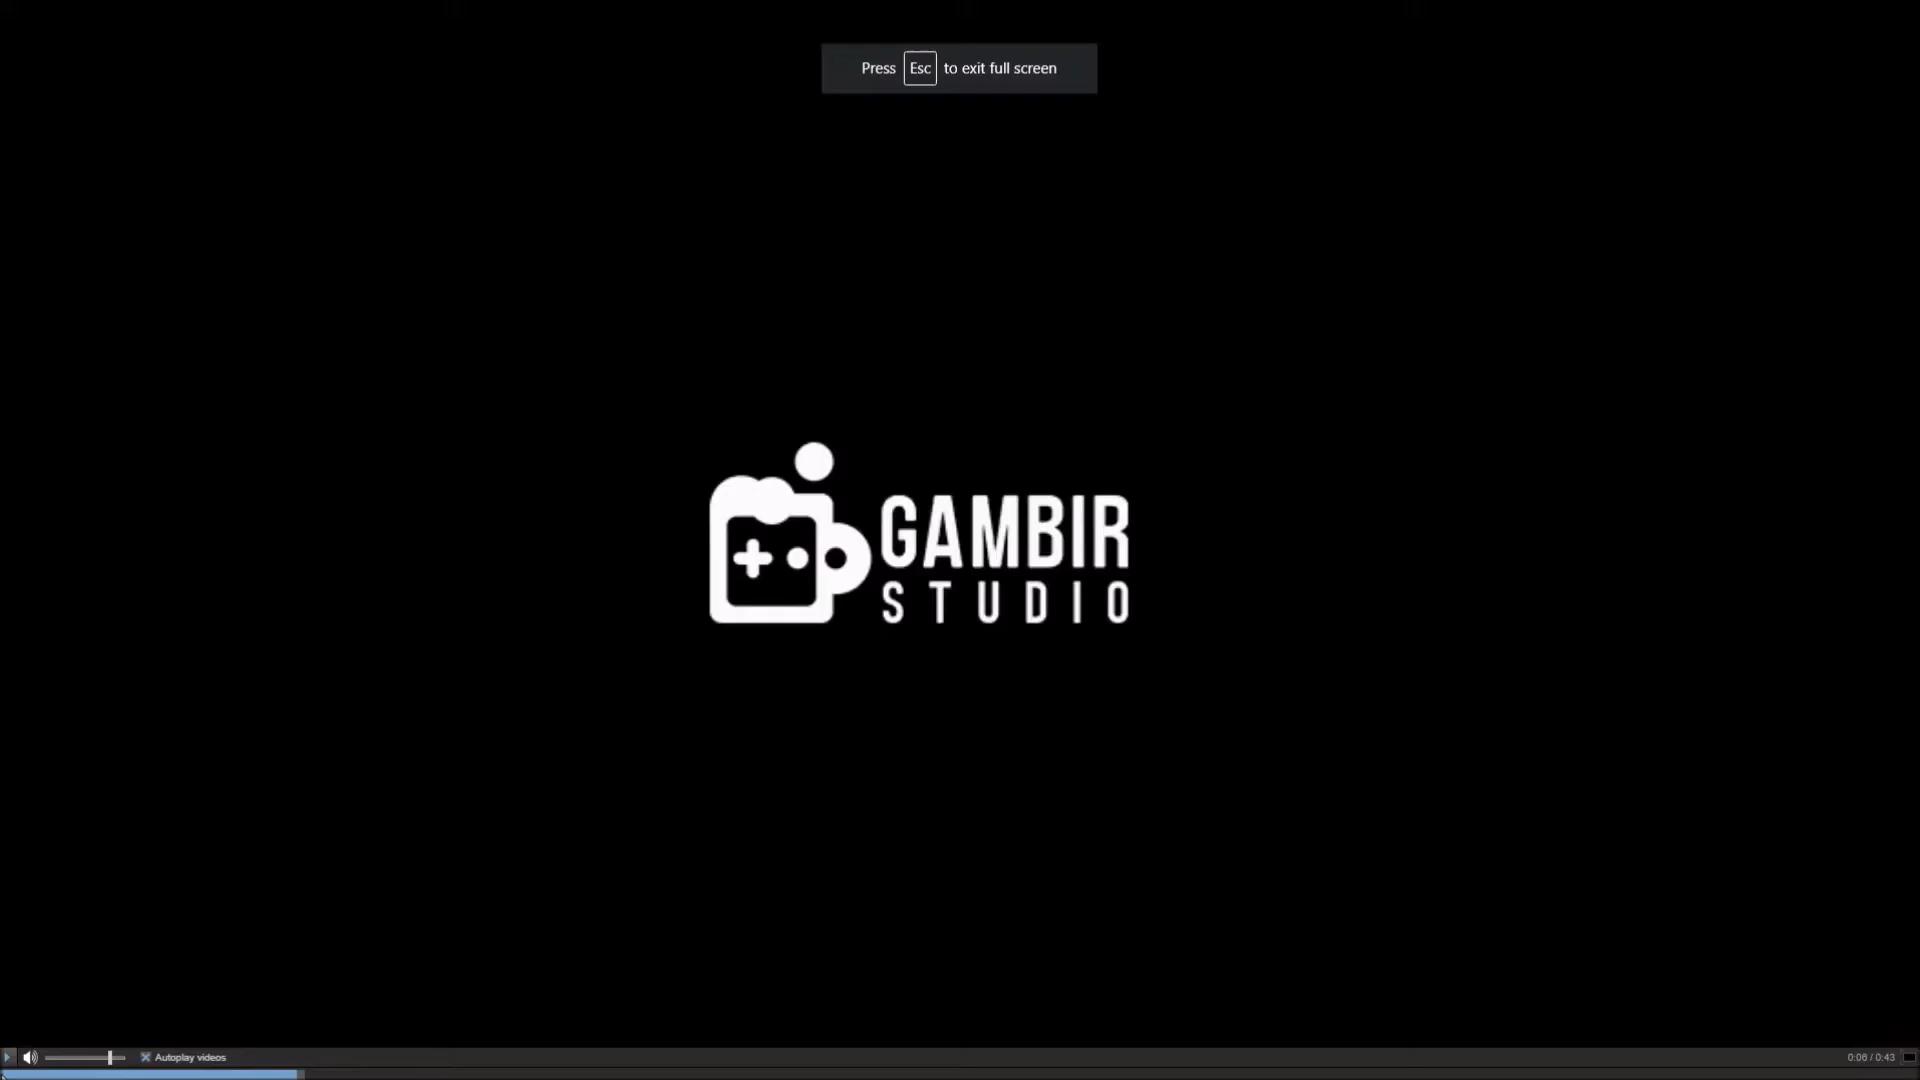 Press Esc to exit full screen
GAMBIR
STUDIO
Autoplay videos
0:06 / 0:43